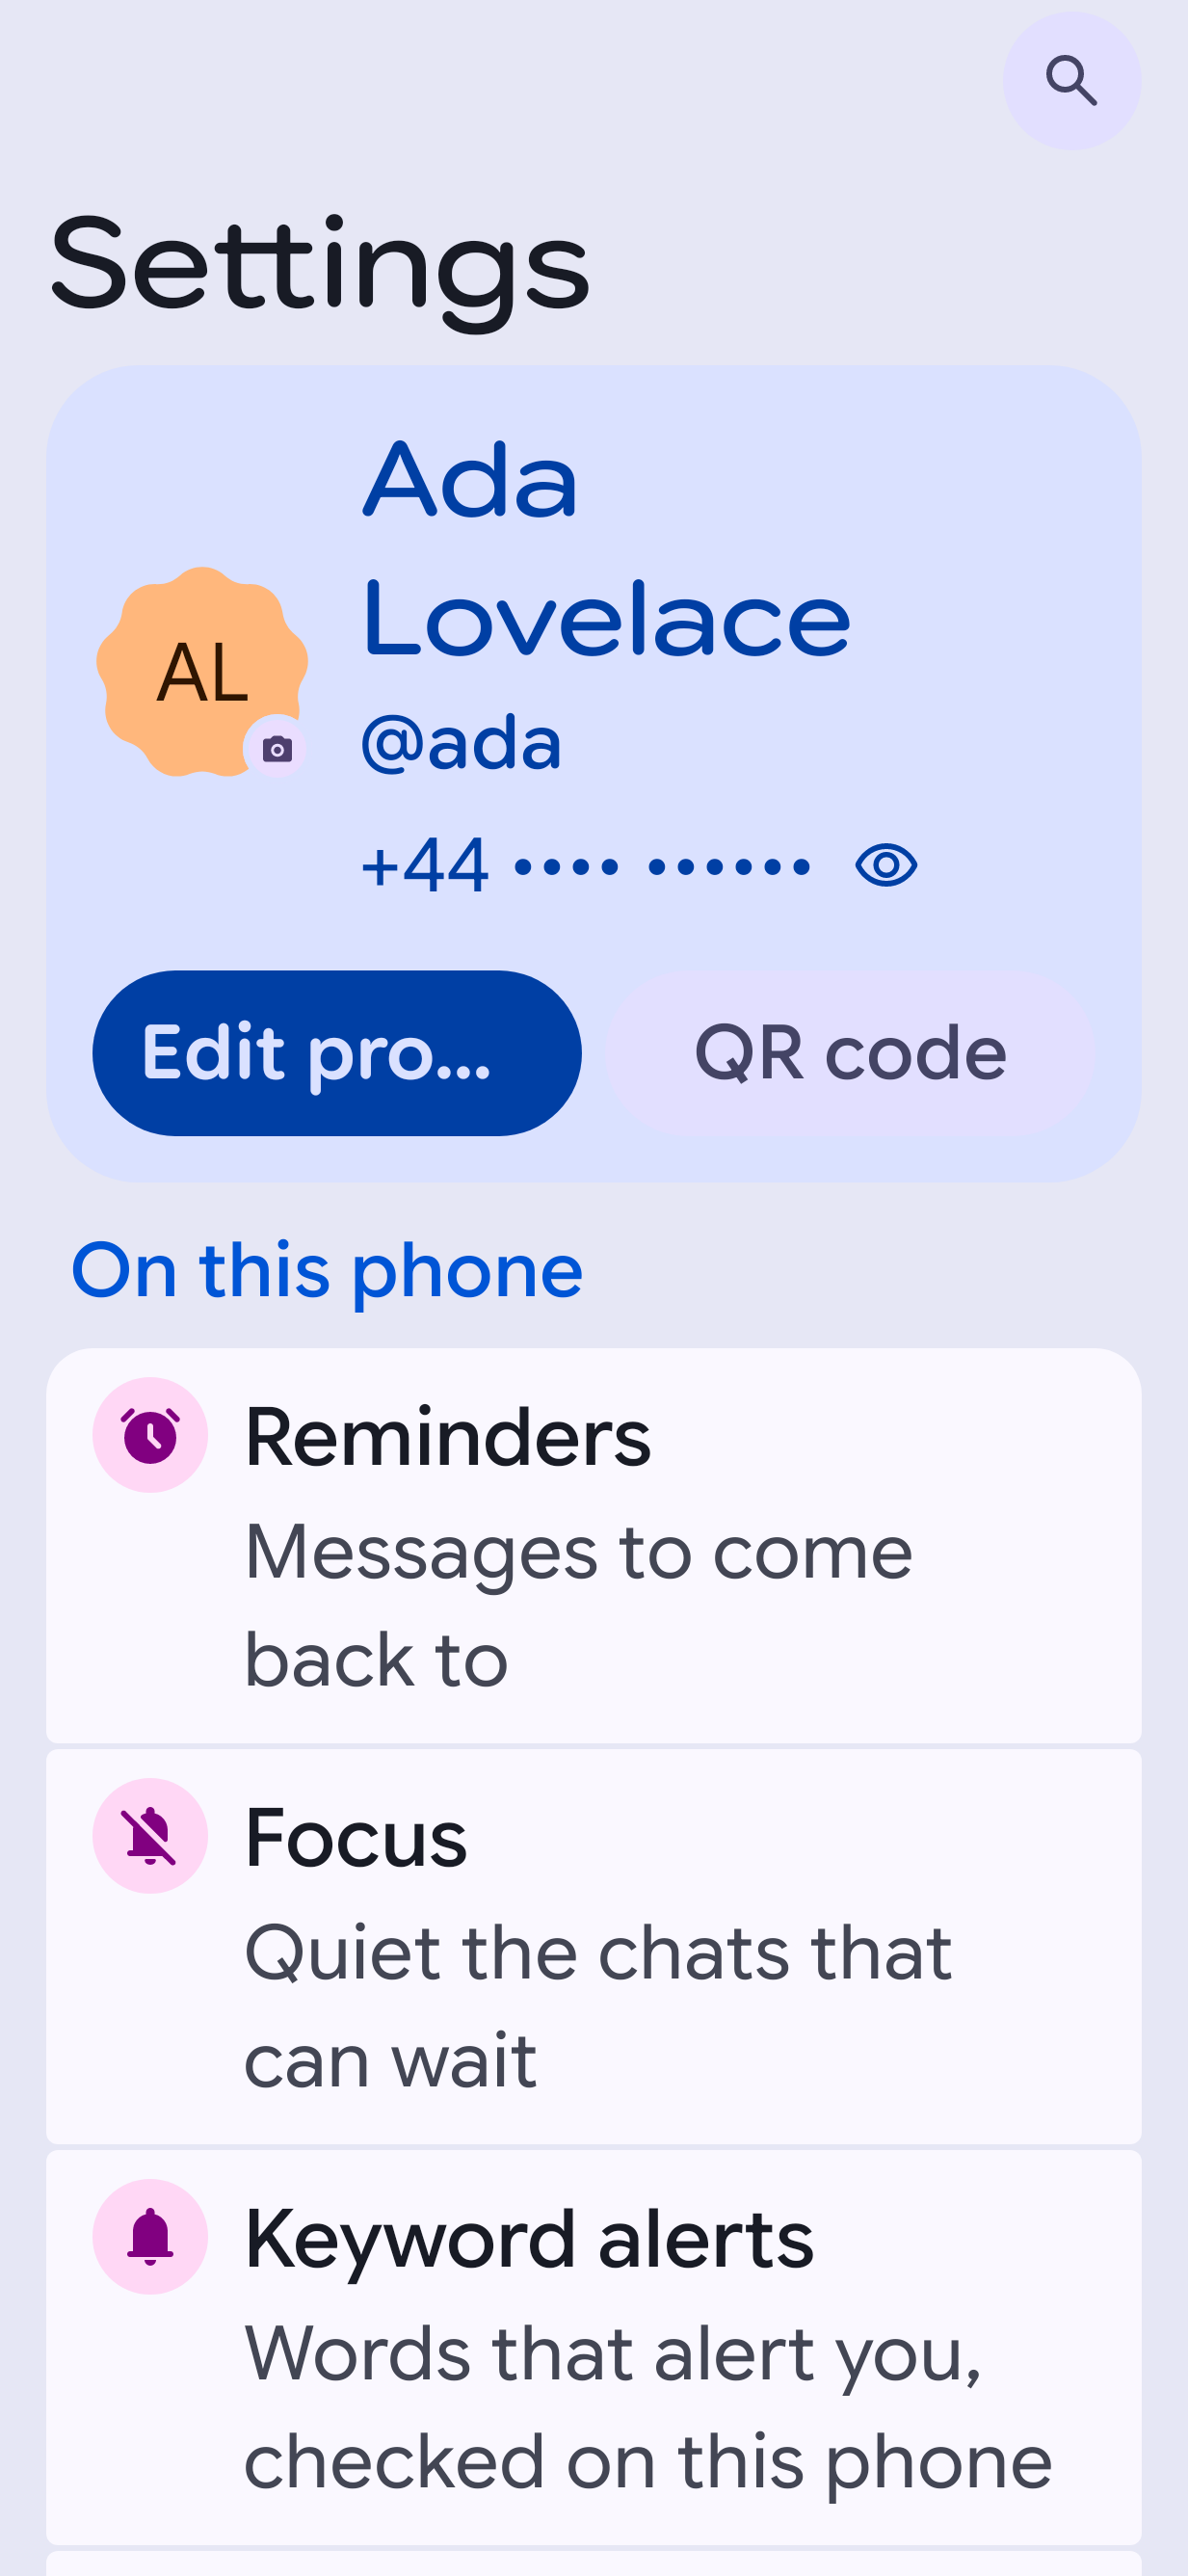 Settings
Ada
Lovelace
AL
@ada
+44 •••• ••••••
Edit pro...
QR code
On this phone
Reminders
Messages to come
back to
Focus
Quiet the chats that
can wait
Keyword alerts
Words that alert you,
checked on this phone